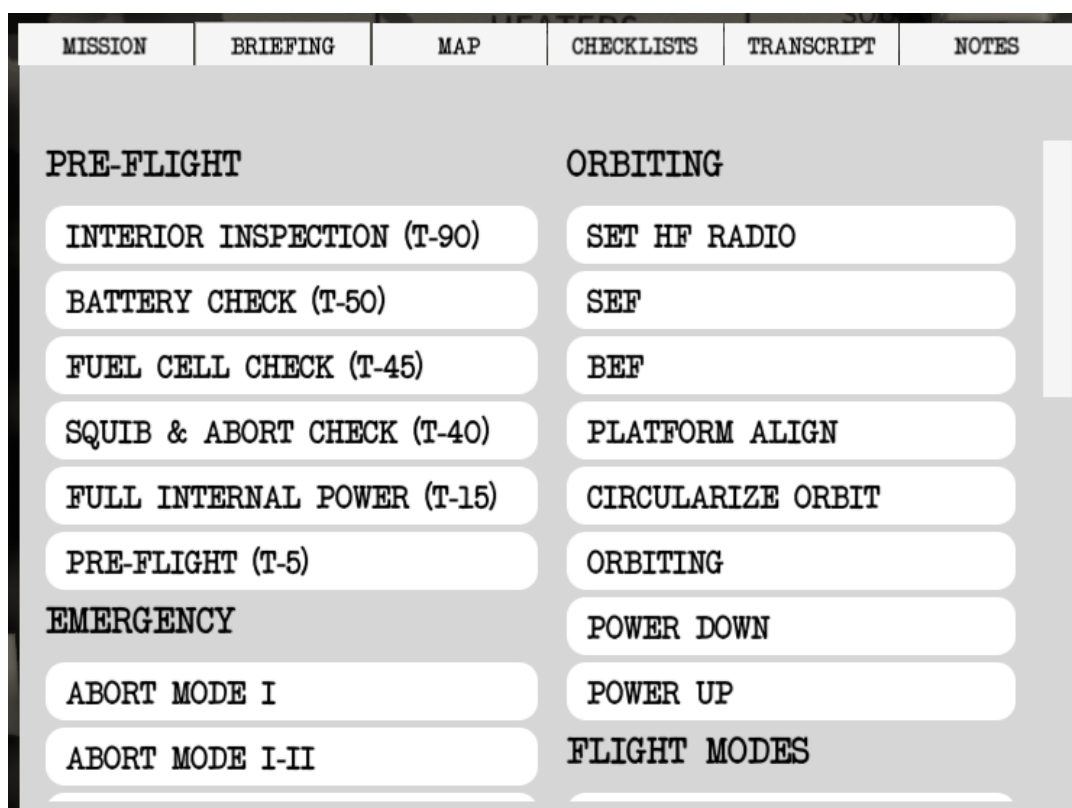 MISSION BRIEFING MAP CHECKLISTS TRANSCRIPT NOTES
PRE-FLIGHT
INTERIOR INSPECTION (T-90)
BATTERY CHECK (T-50)
FUEL CELL CHECK (T-45)
SQUIB & ABORT CHECK (T-40)
FULL INTERNAL POWER (T-15)
PRE-FLIGHT (T-5)
EMERGENCY
ABORT MODE I
ABORT MODE I-II
ORBITING
SET HF RADIO
SEF
BEF
PLATFORM ALIGN
CIRCULARIZE ORBIT
ORBITING
POWER DOWN
POWER UP
FLIGHT MODES